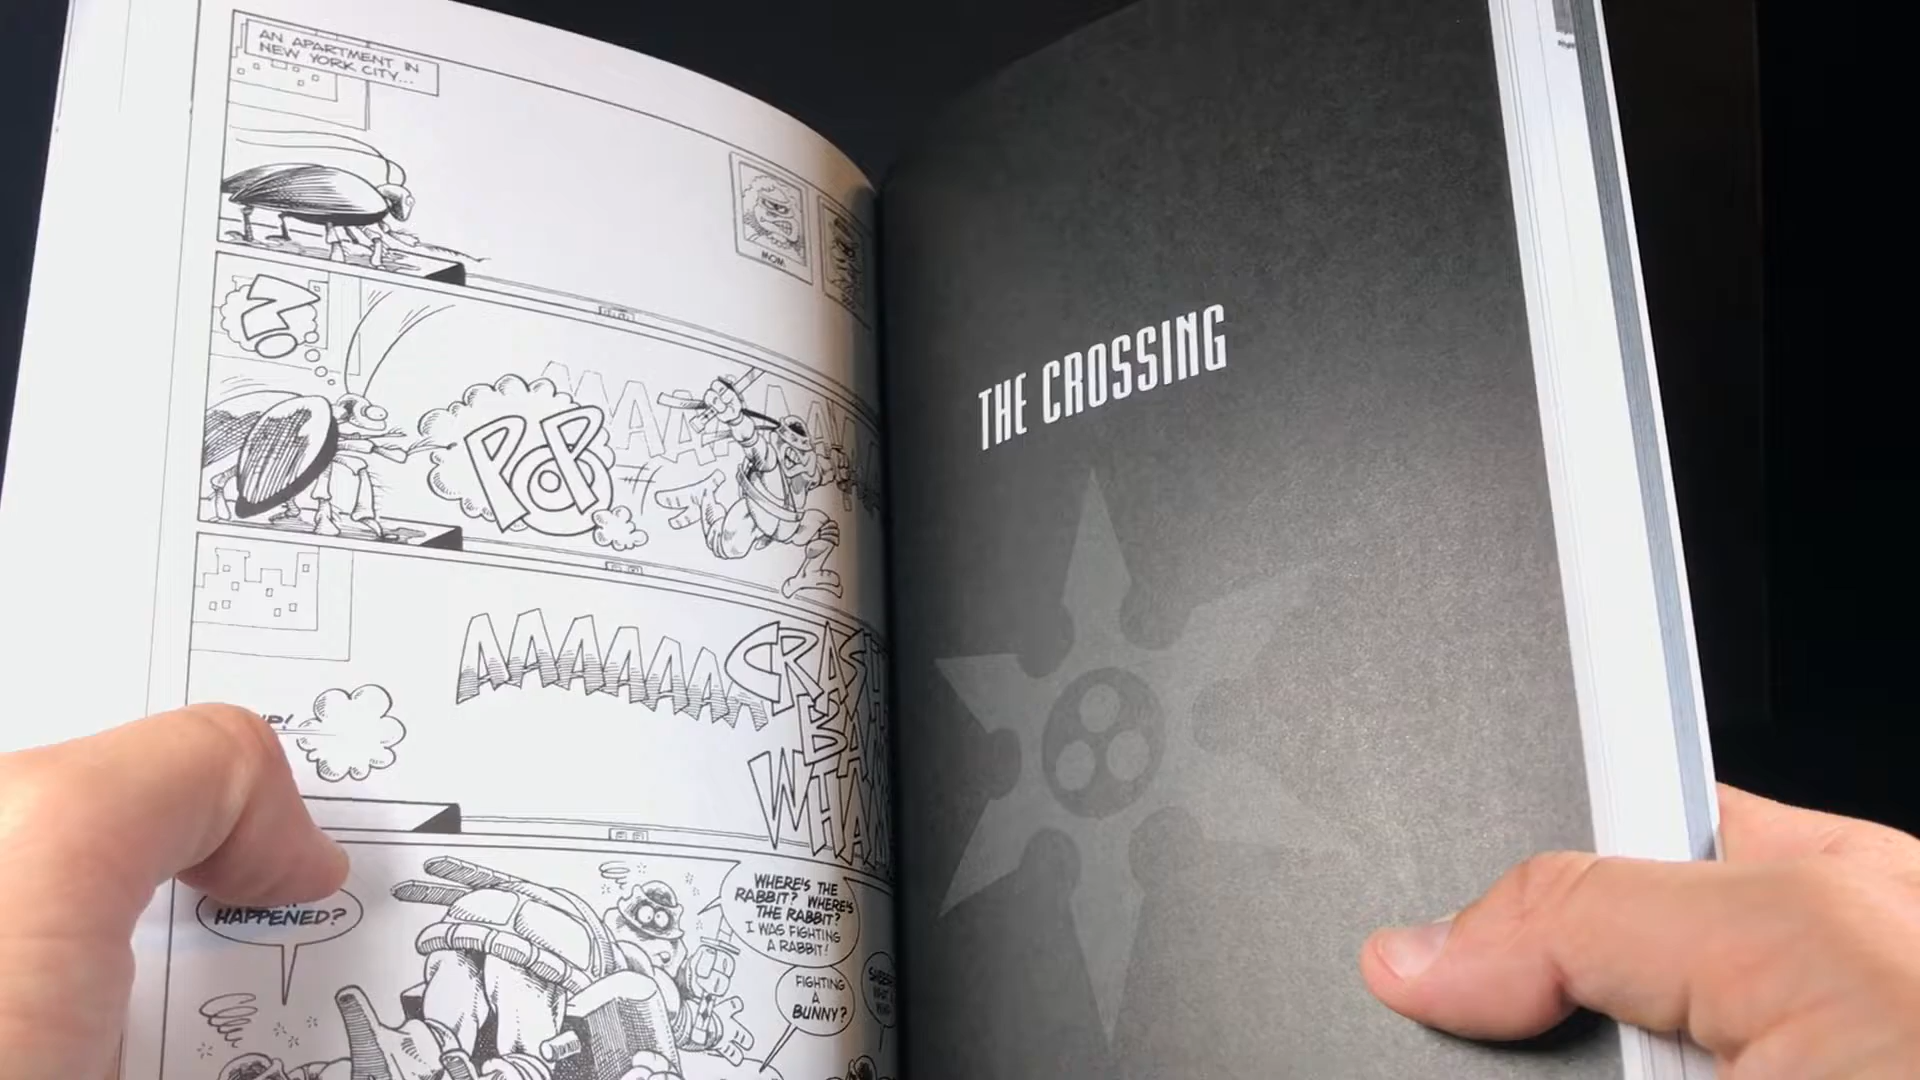 AN APARTMENT IN
NEW YORK CITY...
MOM
?
POP
AAAAAAA
CRASH
BAM
WHAM
HAPPENED?
WHERE'S THE
RABBIT? WHERE'S
THE RABBIT?
I WAS FIGHTING
A RABBIT!
FIGHTING
A
BUNNY?
THE CROSSING